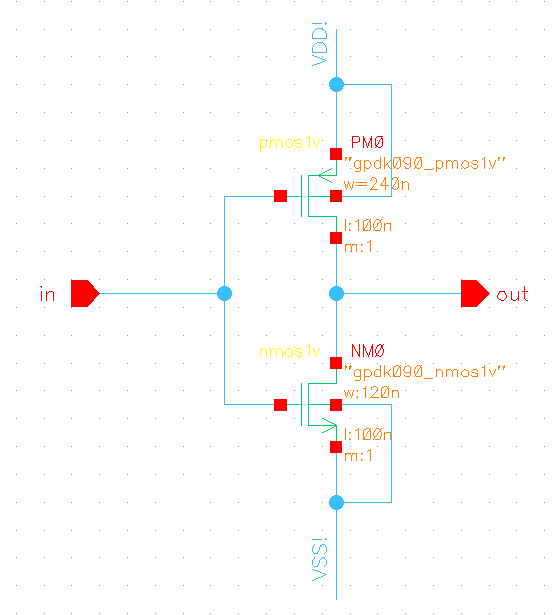 VDD!
pmos1v
PM0
"gpdk090_pmos1v"
w=240n
l:100n
m:1
in
out
nmos1v
NM0
"gpdk090_nmos1v"
w:120n
l:100n
m:1
VSS!